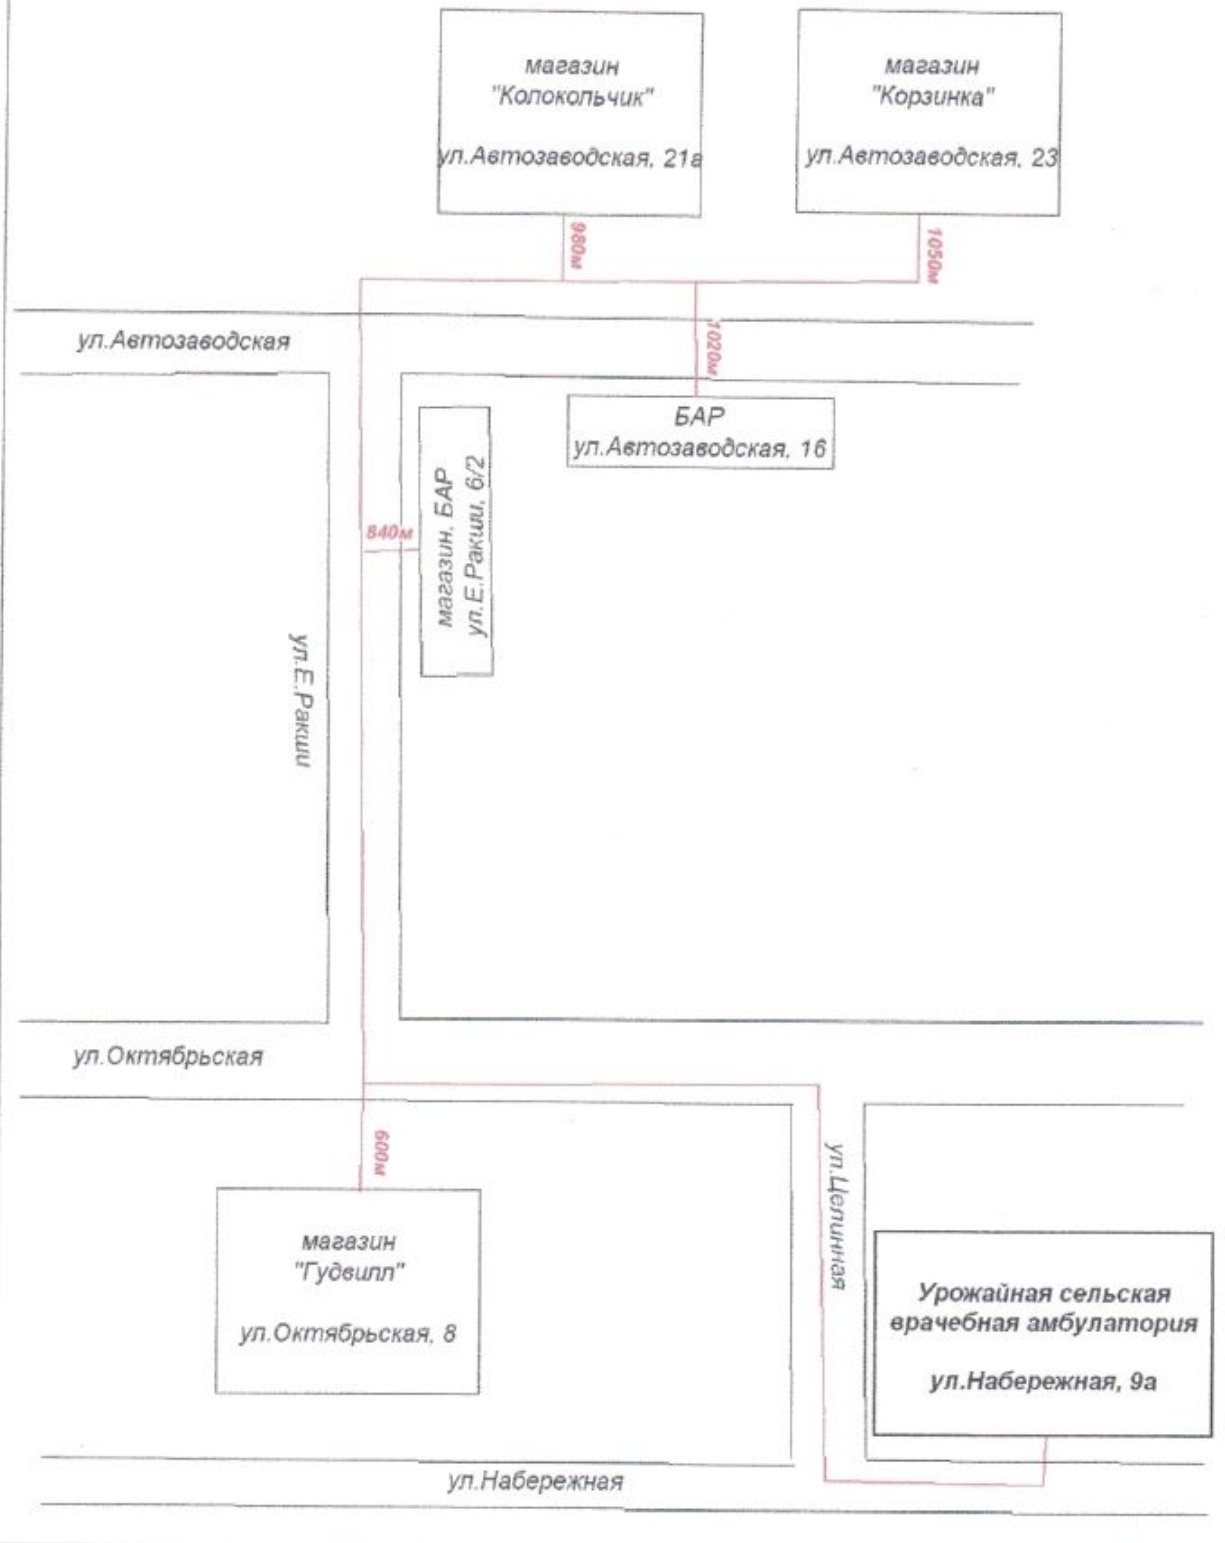 магазин
"Колокольчик"
ул.Автозаводская, 21а
магазин
"Корзинка"
ул.Автозаводская, 23
980м
1050м
ул.Автозаводская
1020м
БАР
ул.Автозаводская, 16
840м
магазин, БАР
ул.Е.Ракши, 6/2
ул.Е.Ракши
ул.Октябрьская
600м
магазин
"Гудвилл"
ул.Октябрьская, 8
ул.Целинная
Урожайная сельская
врачебная амбулатория
ул.Набережная, 9а
ул.Набережная